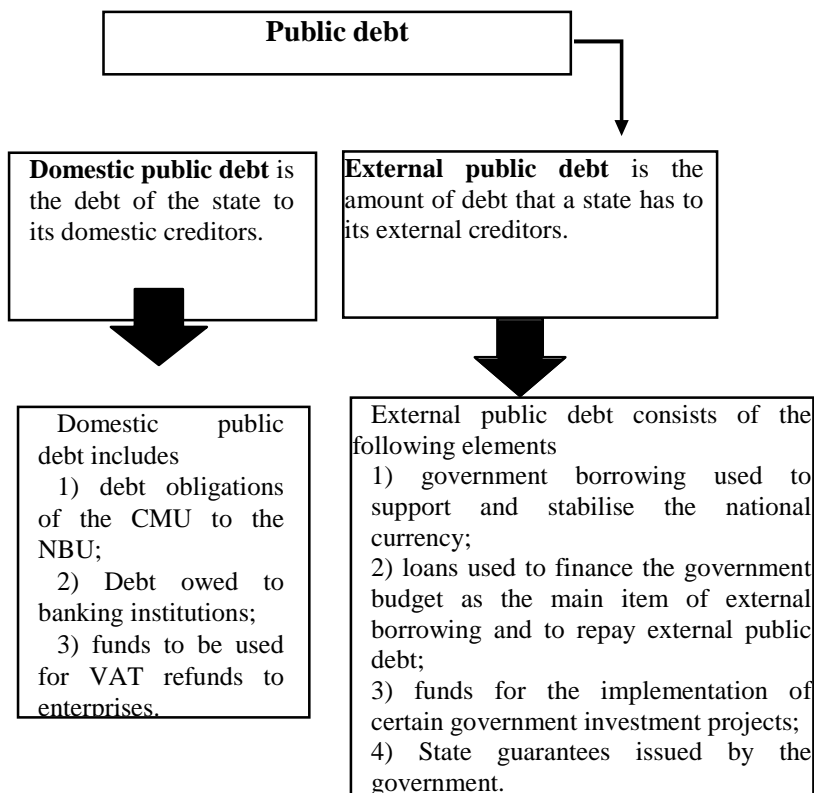 Public debt
Domestic public debt is
the debt of the state to
its domestic creditors.
External public debt is the
amount of debt that a state has to
its external creditors.
Domestic public
debt includes
1) debt obligations
of the CMU to the
NBU;
2) Debt owed to
banking institutions;
3) funds to be used
for VAT refunds to
enterprises.
External public debt consists of the
following elements
1) government borrowing used to
support and stabilise the national
currency;
2) loans used to finance the government
budget as the main item of external
borrowing and to repay external public
debt;
3) funds for the implementation of
certain government investment projects;
4) State guarantees issued by the
government.